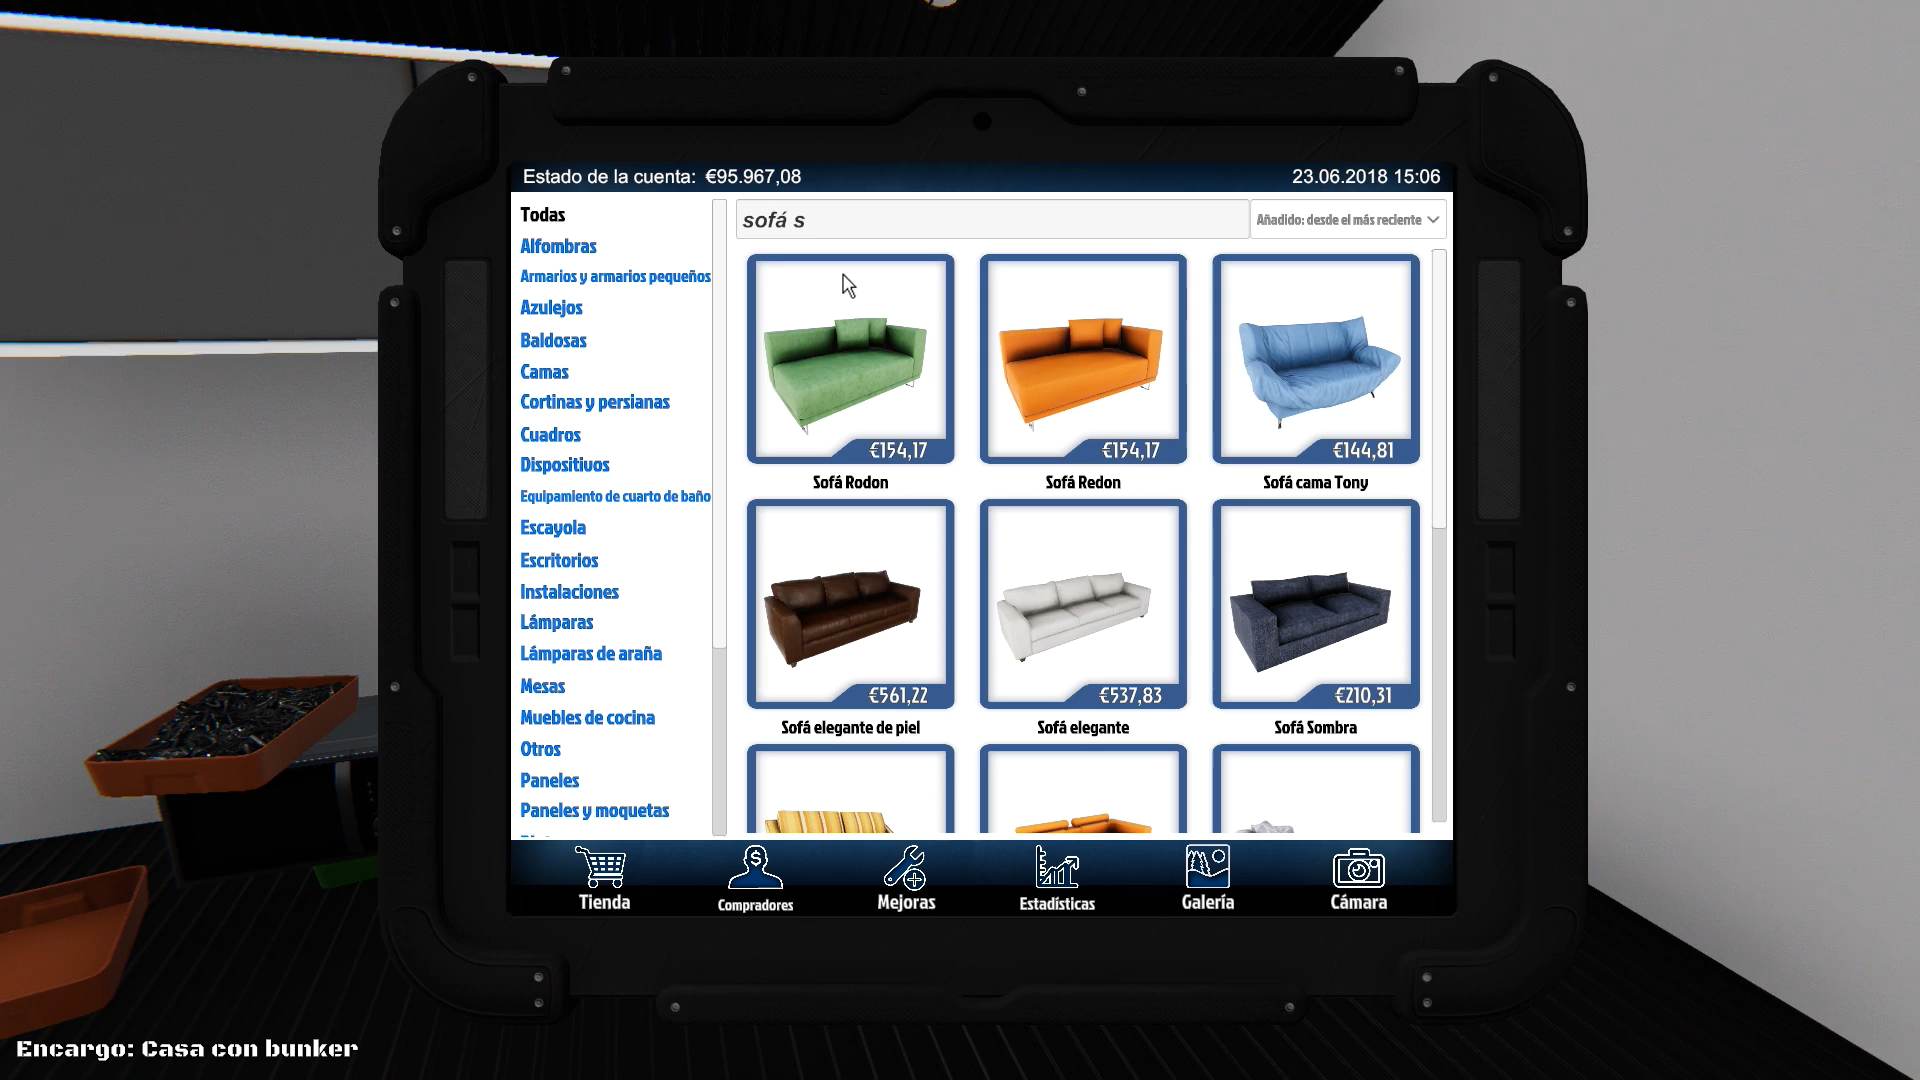 Estado de la cuenta: €95.967,08
23.06.2018 15:06
Todas
Alfombras
Armarios y armarios pequeños
Azulejos
Baldosas
Camas
Cortinas y persianas
Cuadros
Dispositivos
Equipamiento de cuarto de baño
Escayola
Escritorios
Instalaciones
Lámparas
Lámparas de araña
Mesas
Muebles de cocina
Otros
Paneles
Paneles y moquetas
sofá s
Añadido: desde el más reciente
€154,17
€154,17
€144,81
Sofá Rodon
Sofá Redon
Sofá cama Tony
€561,22
€537,83
€210,31
Sofá elegante de piel
Sofá elegante
Sofá Sombra
Tienda
Compradores
Mejoras
Estadísticas
Galería
Cámara
Encargo: Casa con bunker